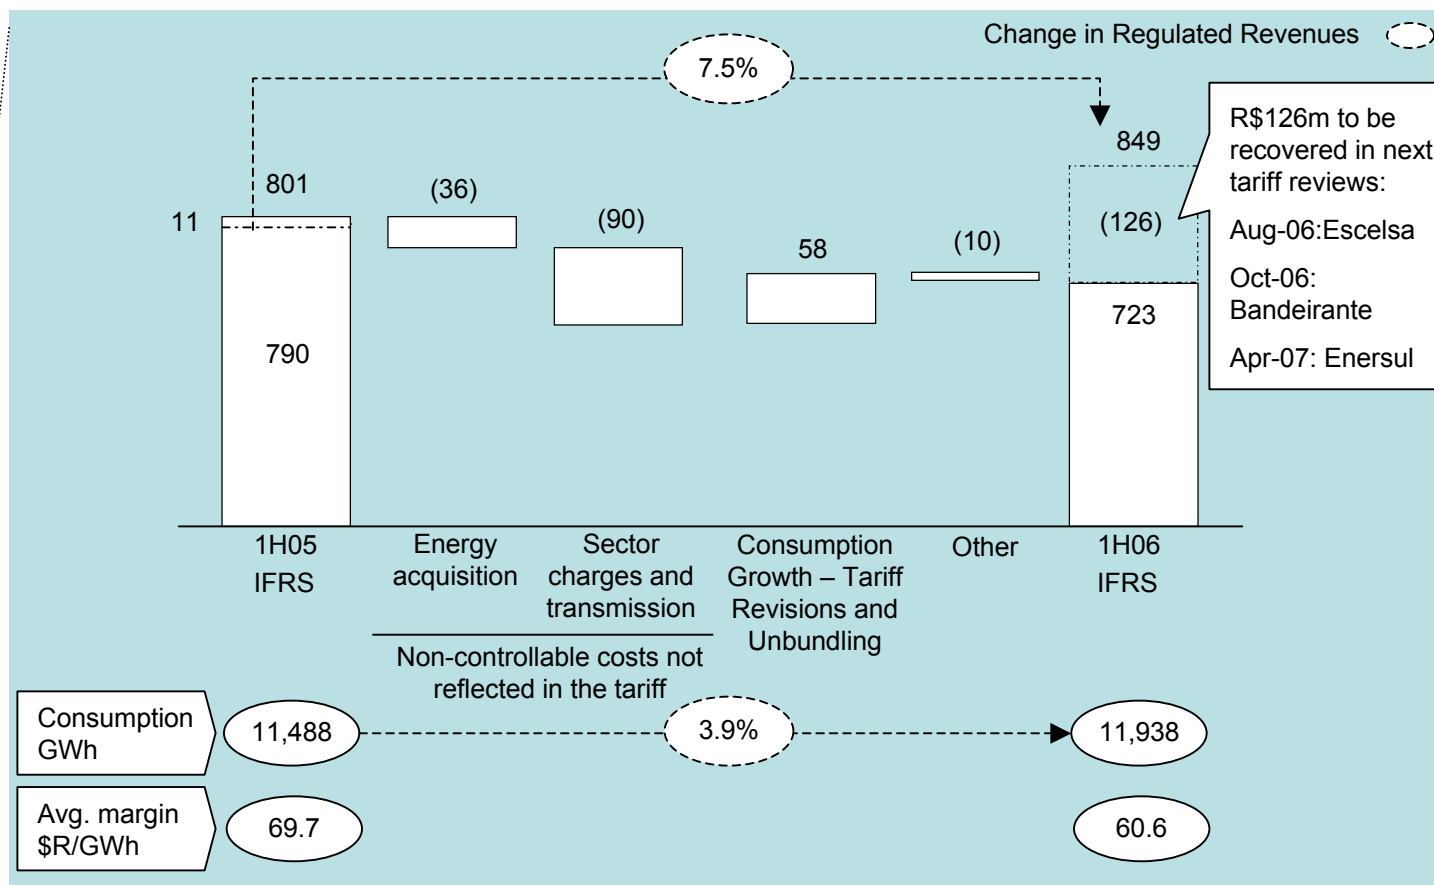 Change in Regulated Revenues
7.5%
R$126m to be
recovered in next
tariff reviews:
Aug-06:Escelsa
Oct-06:
Bandeirante
Apr-07: Enersul
849
801
(36)
(90)
58
(10)
(126)
11
790
723
1H05
IFRS
Energy
acquisition
Sector
charges and
transmission
Consumption
Growth – Tariff
Revisions and
Unbundling
Other
1H06
IFRS
Non-controllable costs not
reflected in the tariff
Consumption
GWh
11,488
3.9%
11,938
Avg. margin
$R/GWh
69.7
60.6